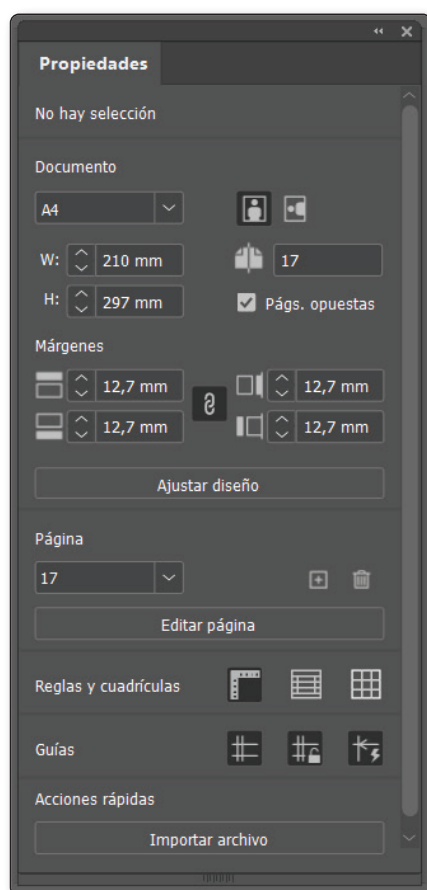 Propiedades
No hay selección
Documento
A4
W: 210 mm 17
H: 297 mm Págs. opuestas
Márgenes
12,7 mm 12,7 mm
12,7 mm 12,7 mm
Ajustar diseño
Página
17
Editar página
Reglas y cuadrículas
Guías
Acciones rápidas
Importar archivo